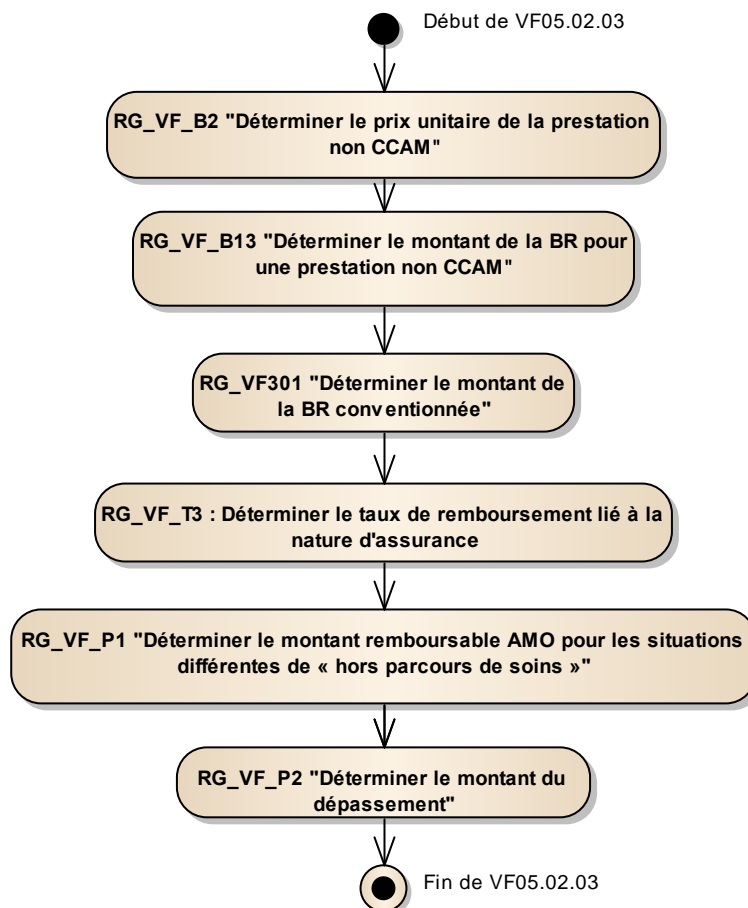 Début de VF05.02.03
RG_VF_B2 "Déterminer le prix unitaire de la prestation
non CCAM"
RG_VF_B13 "Déterminer le montant de la BR pour
une prestation non CCAM"
RG_VF301 "Déterminer le montant de
la BR conventionnée"
RG_VF_T3 : Déterminer le taux de remboursement lié à la
nature d'assurance
RG_VF_P1 "Déterminer le montant remboursable AMO pour les situations
différentes de « hors parcours de soins »"
RG_VF_P2 "Déterminer le montant du
dépassement"
Fin de VF05.02.03